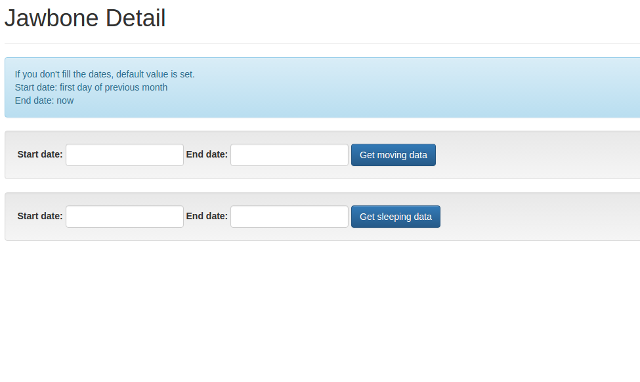 Jawbone Detail
If you don't fill the dates, default value is set.
Start date: first day of previous month
End date: now
Start date: End date: Get moving data
Start date: End date: Get sleeping data